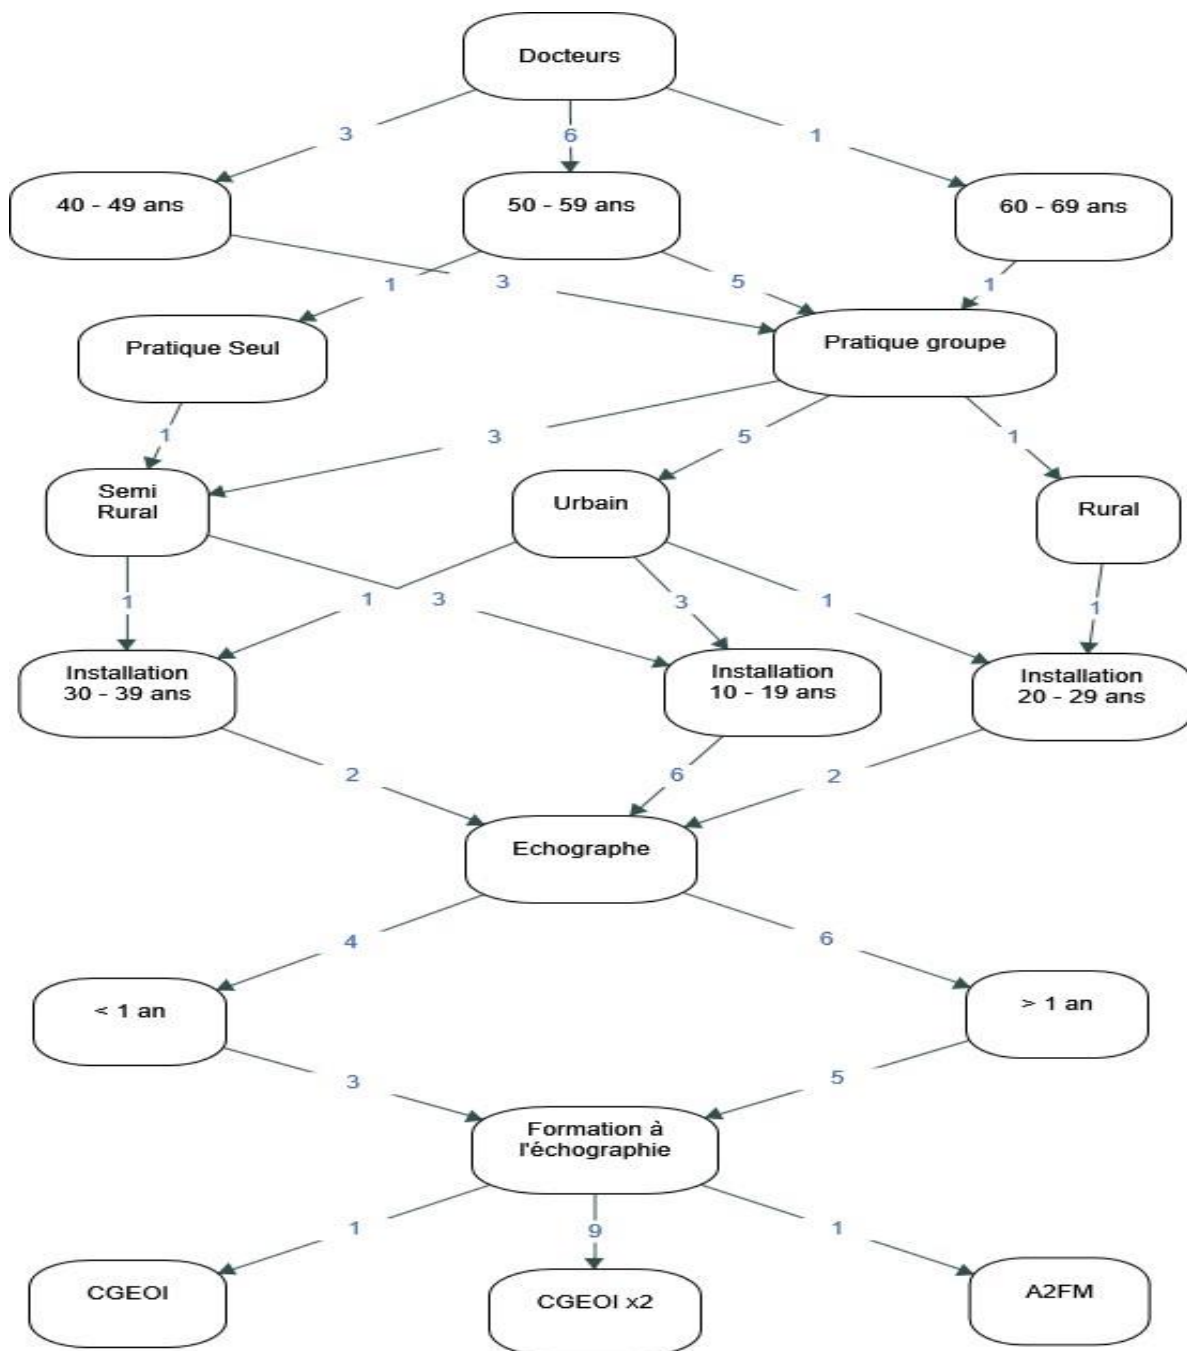 Docteurs
3
6
1
40 - 49 ans
50 - 59 ans
60 - 69 ans
1
3
5
1
Pratique Seul
Pratique groupe
1
3
5
1
Semi
Rural
Urbain
Rural
1
1
3
3
1
1
Installation
30 - 39 ans
Installation
10 - 19 ans
Installation
20 - 29 ans
2
6
2
Echographe
4
6
< 1 an
> 1 an
3
5
Formation à
l'échographie
1
9
1
CGEOI
CGEOI x2
A2FM